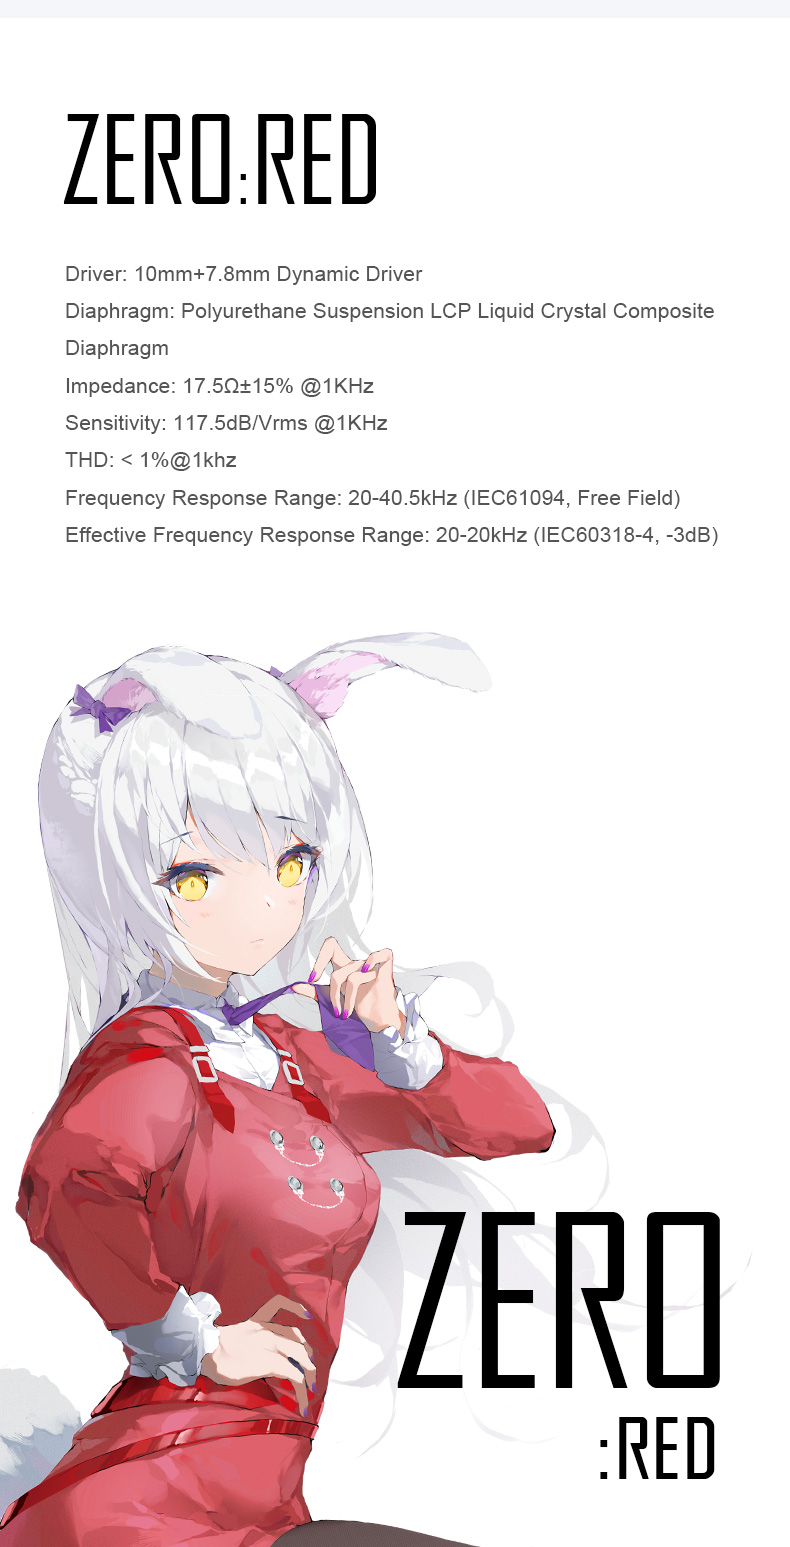 ZERO:RED
Driver: 10mm+7.8mm Dynamic Driver
Diaphragm: Polyurethane Suspension LCP Liquid Crystal Composite
Diaphragm
Impedance: 17.5Ω±15% @1KHz
Sensitivity: 117.5dB/Vrms @1KHz
THD: < 1%@1khz
Frequency Response Range: 20-40.5kHz (IEC61094, Free Field)
Effective Frequency Response Range: 20-20kHz (IEC60318-4, -3dB)
ZERO
:RED